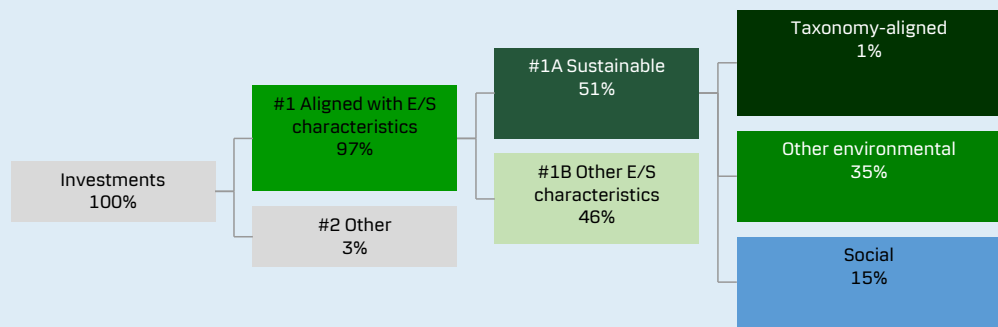 Investments
100%
#1 Aligned with E/S
characteristics
97%
#2 Other
3%
#1A Sustainable
51%
#1B Other E/S
characteristics
46%
Taxonomy-aligned
1%
Other environmental
35%
Social
15%